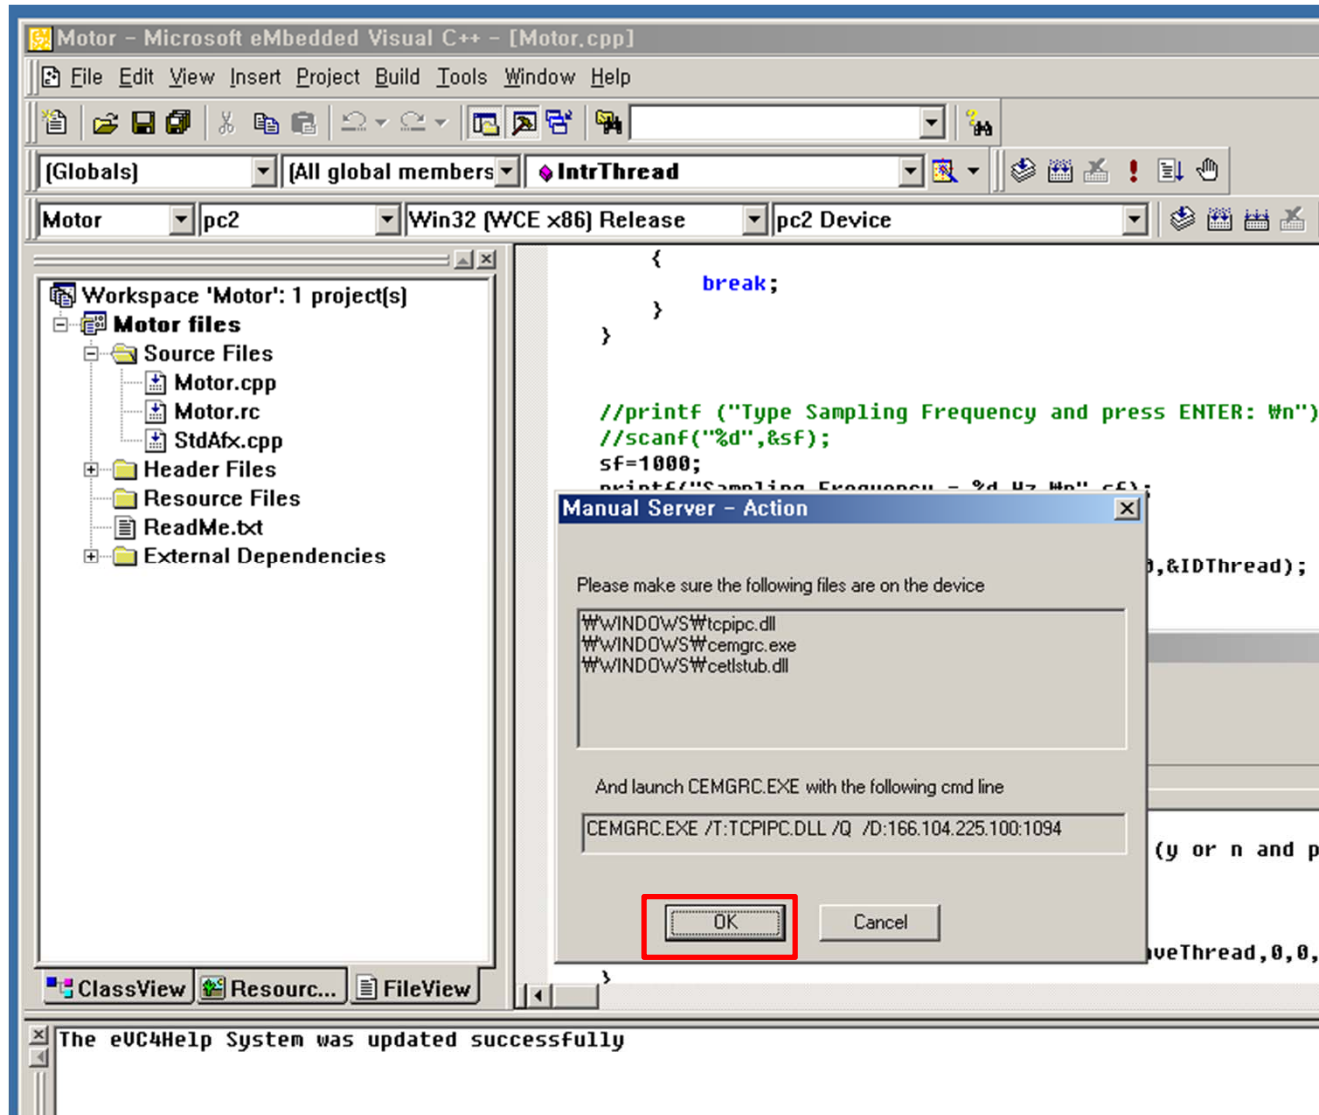 Motor - Microsoft eMbedded Visual C++ - [Motor.cpp]
File Edit View Insert Project Build Tools Window Help
(Globals) (All global members IntrThread
Motor pc2 Win32 (WCE x86) Release pc2 Device
Workspace 'Motor': 1 project(s)
Motor files
Source Files
Motor.cpp
Motor.rc
StdAfx.cpp
Header Files
Resource Files
ReadMe.txt
External Dependencies
ClassView Resourc... FileView
{
break;
}
}
//printf ("Type Sampling Frequency and press ENTER: ₩n")
//scanf("%d",&sf);
sf=1000;
printf("Sampling Frequency = %d Hz ₩n",sf);
,&IDThread);
(y or n and p
veThread,0,0,
}
Manual Server - Action
Please make sure the following files are on the device
₩WINDOWS₩tcpipc.dll
₩WINDOWS₩cemgrc.exe
₩WINDOWS₩cetlstub.dll
And launch CEMGRC.EXE with the following cmd line
CEMGRC.EXE /T:TCPIPC.DLL /Q /D:166.104.225.100:1094
OK Cancel
The eVC4Help System was updated successfully